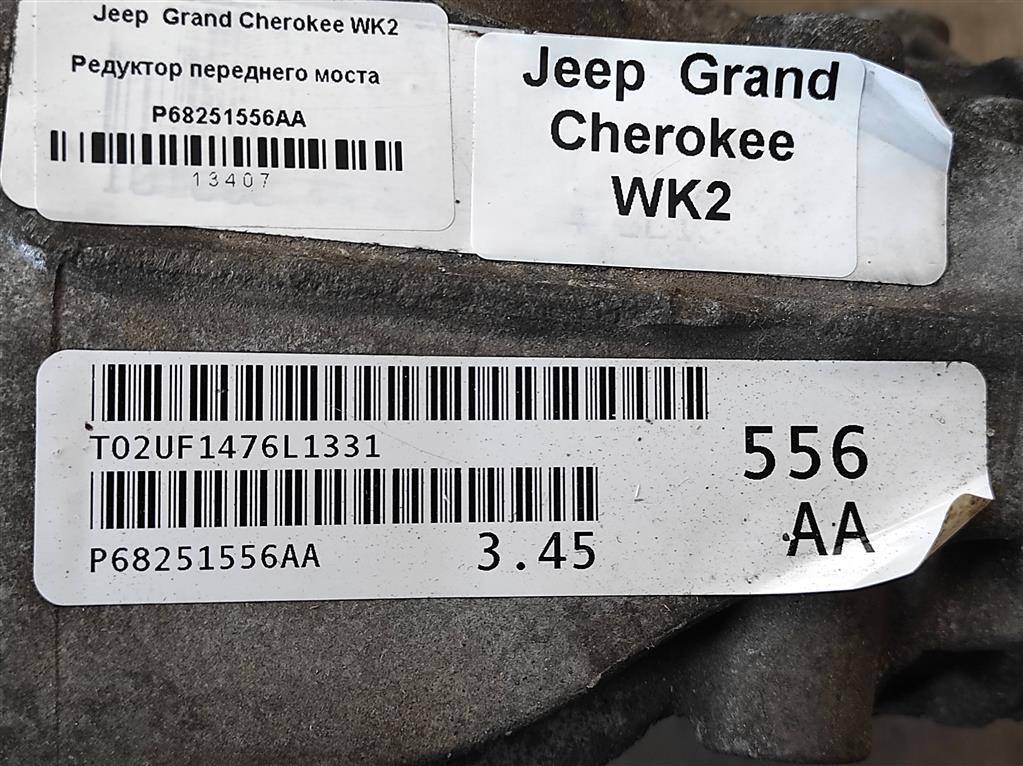 Jeep Grand Cherokee WK2
Редуктор переднего моста
P68251556AA
13407
Jeep Grand
Cherokee
WK2
T02UF1476L1331
P68251556AA
3.45
556
AA